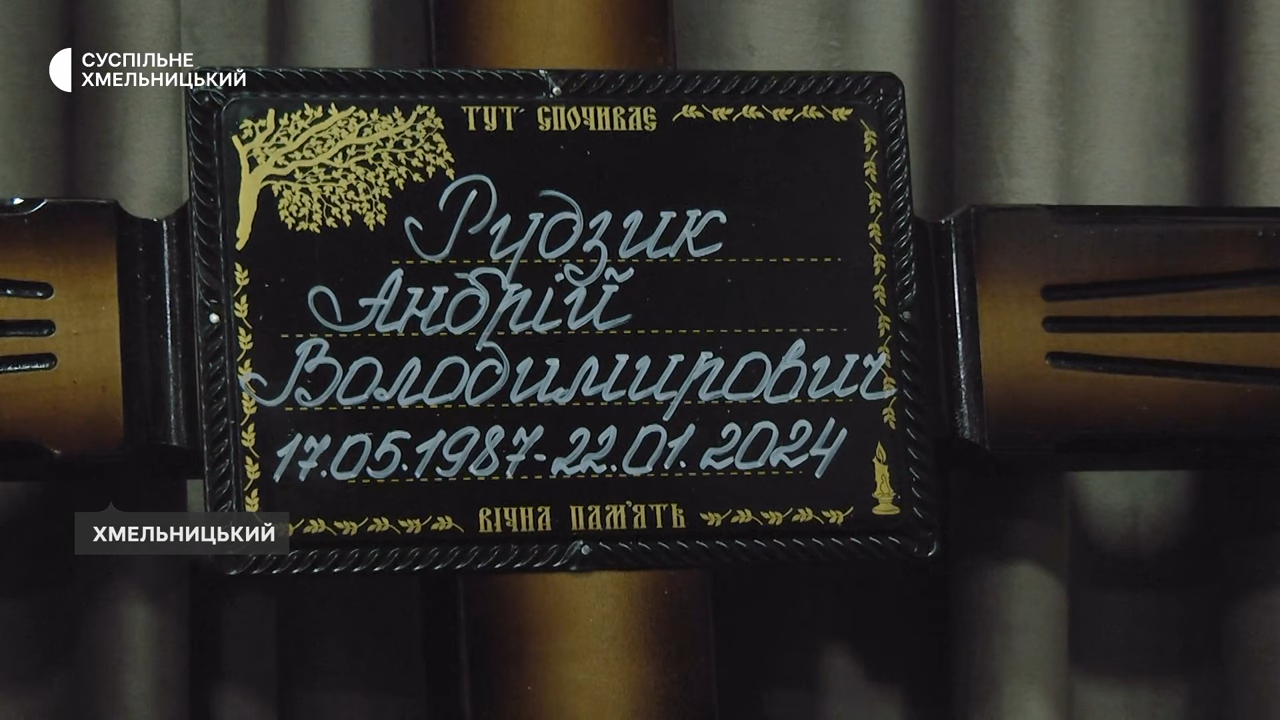 СУСПІЛЬНЕ
ХМЕЛЬНИЦЬКИЙ
ТУТ СПОЧИВАЄ
Рудзик
Андрій
Володимирович
17.05.1987-22.01.2024
ВІЧНА ПАМ'ЯТЬ
ХМЕЛЬНИЦЬКИЙ